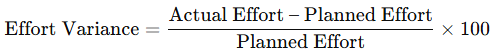 Effort Variance = (Actual Effort – Planned Effort) / Planned Effort × 100